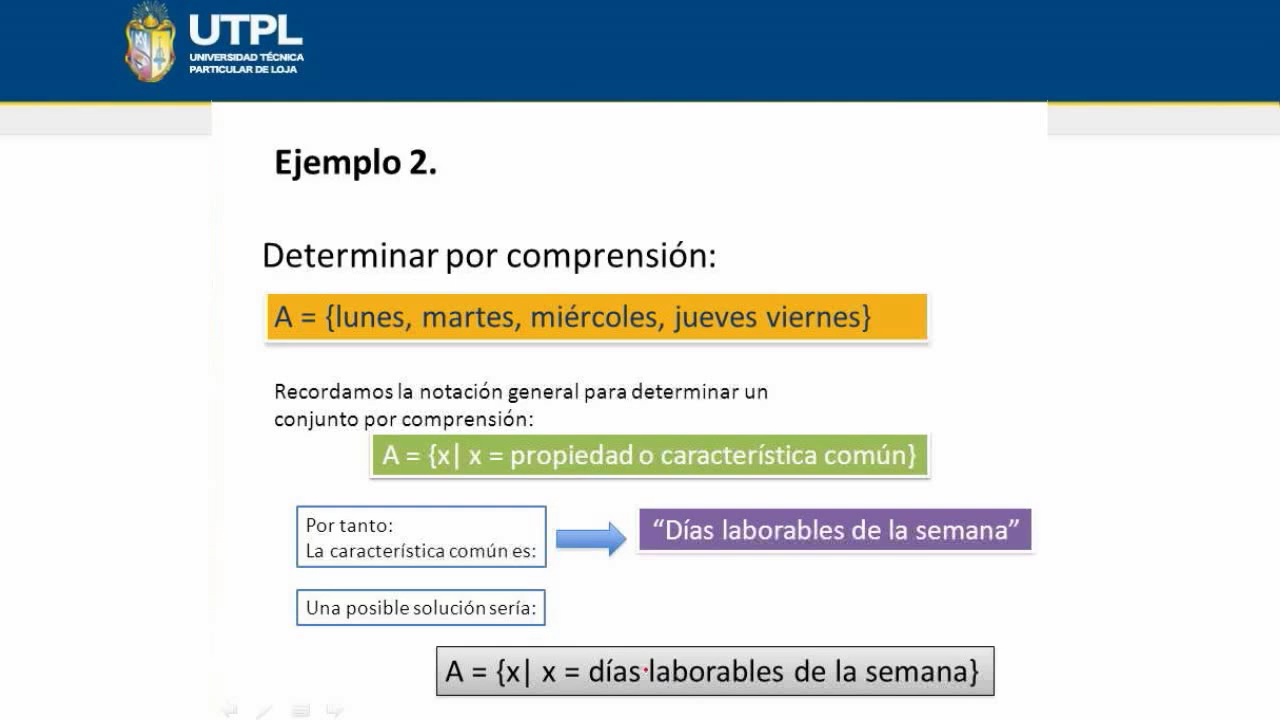 UTPL
UNIVERSIDAD TÉCNICA
PARTICULAR DE LOJA
Ejemplo 2.
Determinar por comprensión:
A = {lunes, martes, miércoles, jueves viernes}
Recordamos la notación general para determinar un
conjunto por comprensión:
A = {x| x = propiedad o característica común}
Por tanto:
La característica común es:
“Días laborables de la semana”
Una posible solución sería:
A = {x| x = días laborables de la semana}